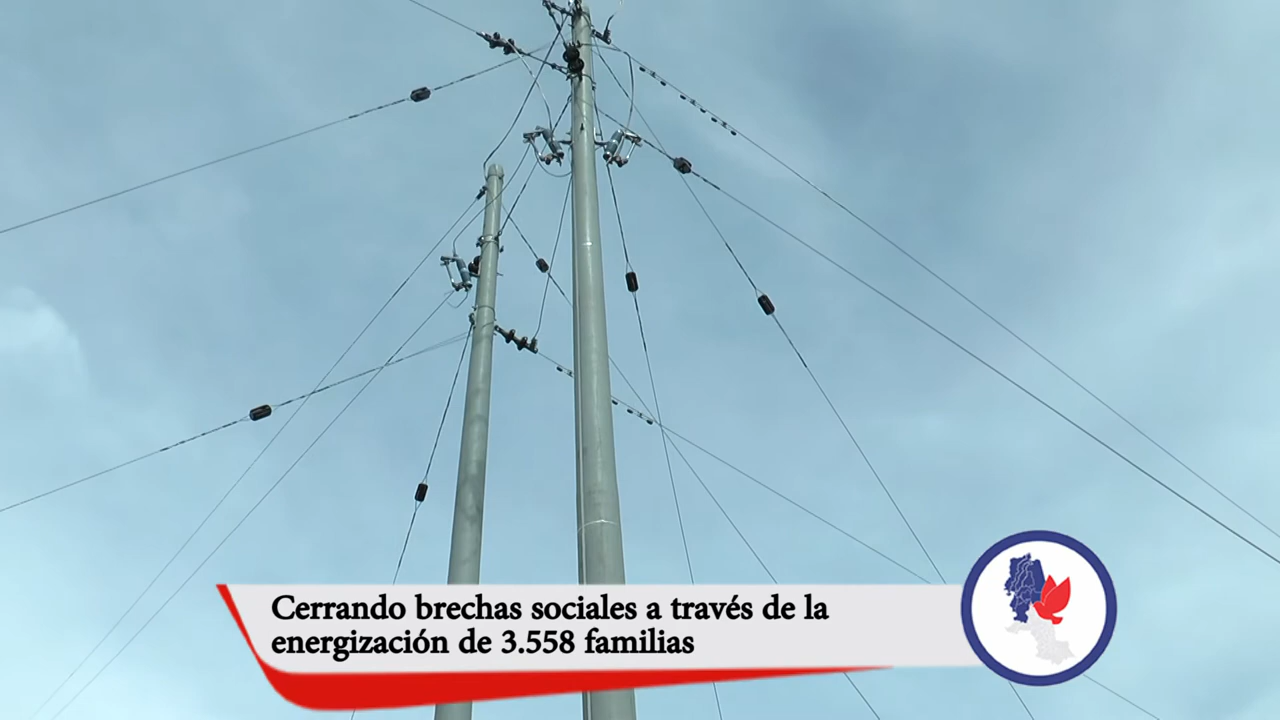 Cerrando brechas sociales a través de la
energización de 3.558 familias